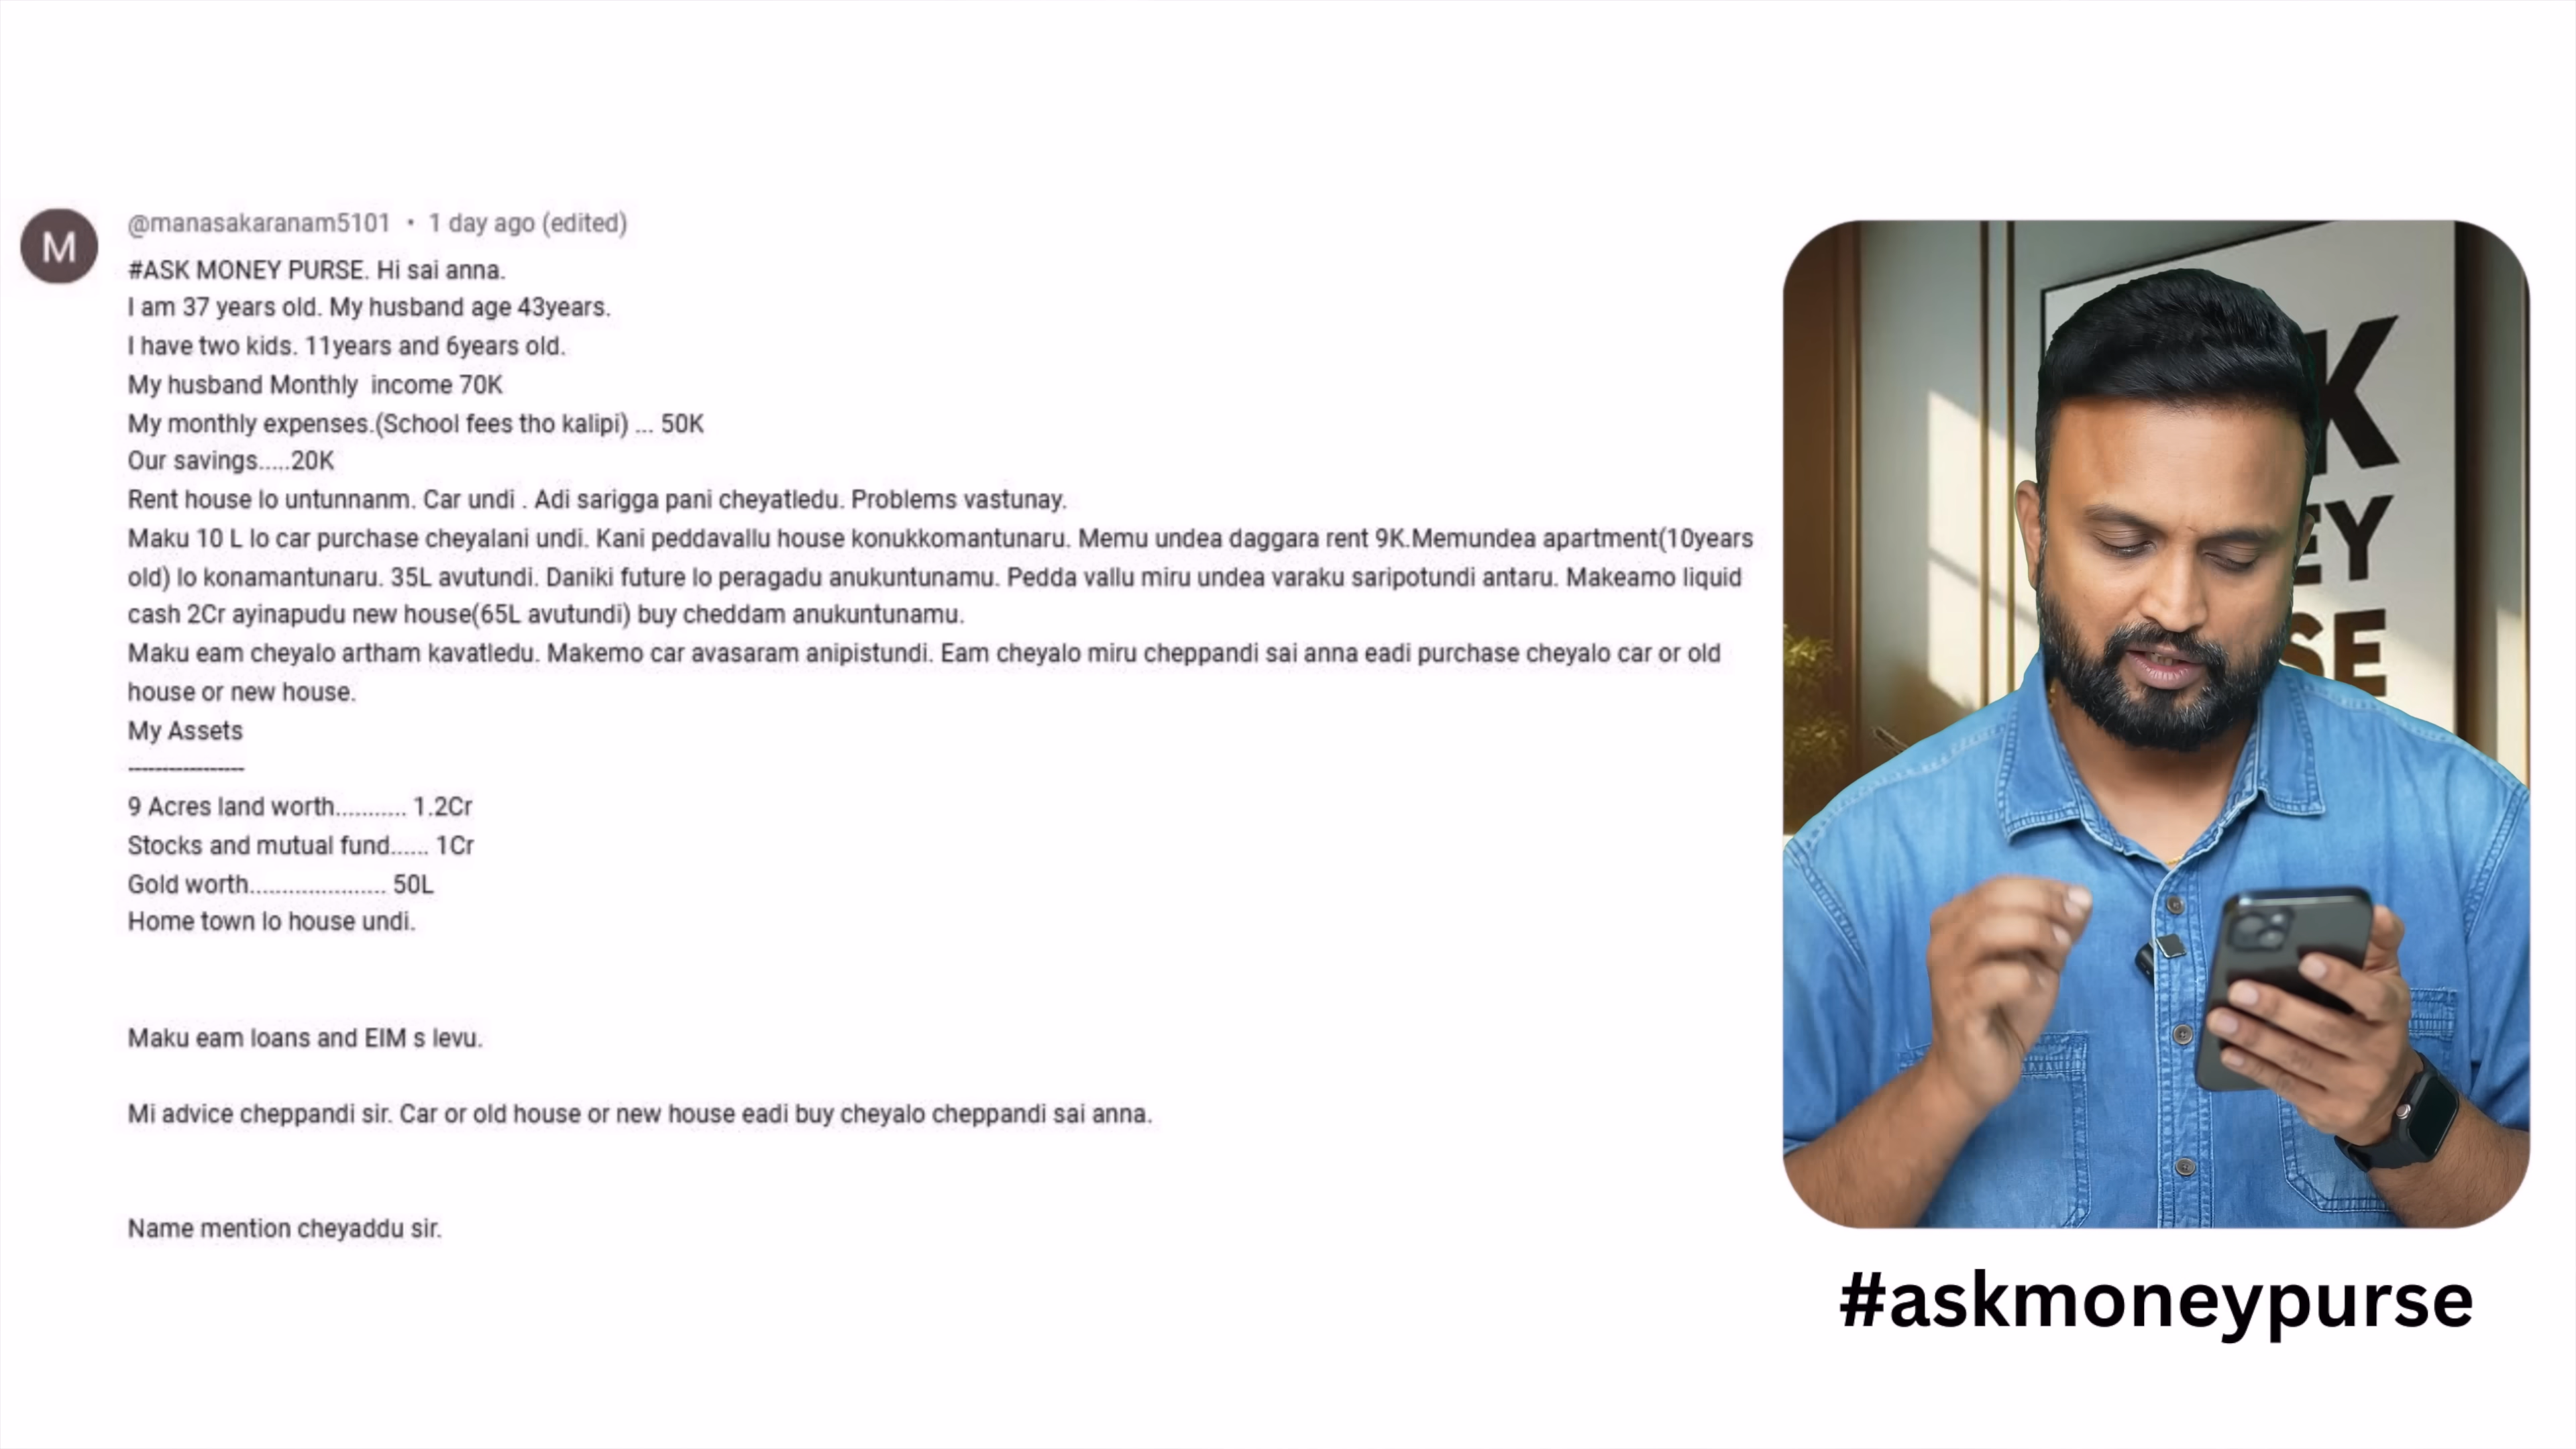 M
@manasakaranam5101 • 1 day ago (edited)
#ASK MONEY PURSE. Hi sai anna.
I am 37 years old. My husband age 43years.
I have two kids. 11years and 6years old.
My husband Monthly  income 70K
My monthly expenses.(School fees tho kalipi) ... 50K
Our savings.....20K
Rent house lo untunnanm. Car undi . Adi sarigga pani cheyatledu. Problems vastunay.
Maku 10 L lo car purchase cheyalani undi. Kani peddavallu house konukkomantunaru. Memu undea daggara rent 9K.Memundea apartment(10years
old) lo konamantunaru. 35L avutundi. Daniki future lo peragadu anukuntunamu. Pedda vallu miru undea varaku saripotundi antaru. Makeamo liquid
cash 2Cr ayinapudu new house(65L avutundi) buy cheddam anukuntunamu.
Maku eam cheyalo artham kavatledu. Makemo car avasaram anipistundi. Eam cheyalo miru cheppandi sai anna eadi purchase cheyalo car or old
house or new house.
My Assets
-----------------
9 Acres land worth........... 1.2Cr
Stocks and mutual fund...... 1Cr
Gold worth..................... 50L
Home town lo house undi.
Maku eam loans and EIM s levu.
Mi advice cheppandi sir. Car or old house or new house eadi buy cheyalo cheppandi sai anna.
Name mention cheyaddu sir.
K
EY
SE
#askmoneypurse